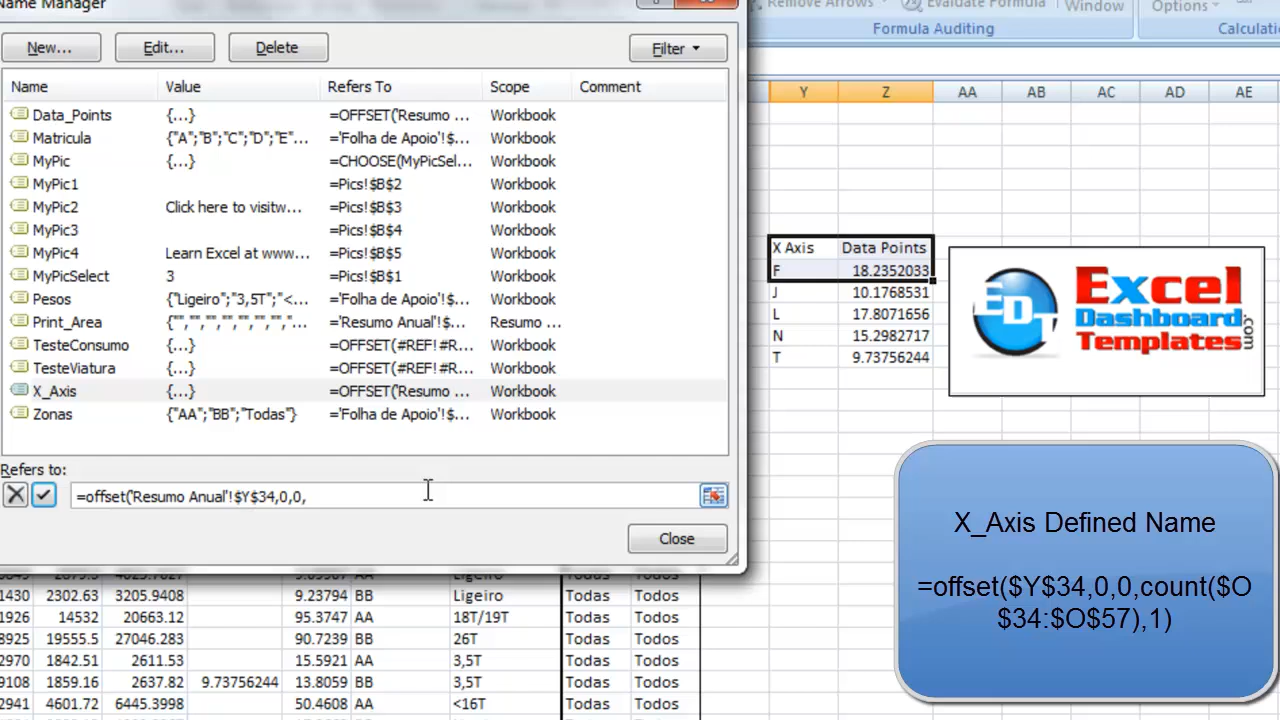 Name Manager
Remove Arrows Evaluate Formula Window Options
Formula Auditing Calculati
New... Edit... Delete Filter
Name Value Refers To Scope Comment
Data_Points {...} =OFFSET('Resumo ... Workbook
Matricula {"A";"B";"C";"D";"E"... ='Folha de Apoio'!$... Workbook
MyPic {...} =CHOOSE(MyPicSel... Workbook
MyPic1 =Pics!$B$2 Workbook
MyPic2 Click here to visitw... =Pics!$B$3 Workbook
MyPic3 =Pics!$B$4 Workbook
MyPic4 Learn Excel at www... =Pics!$B$5 Workbook
MyPicSelect 3 =Pics!$B$1 Workbook
Pesos {"Ligeiro";"3,5T";"<... ='Folha de Apoio'!$... Workbook
Print_Area {"","","","","","",".... ='Resumo Anual'!$... Resumo ...
TesteConsumo {...} =OFFSET(#REF!#R... Workbook
TesteViatura {...} =OFFSET(#REF!#R... Workbook
X_Axis {...} =OFFSET('Resumo ... Workbook
Zonas {"AA";"BB";"Todas"} ='Folha de Apoio'!$... Workbook
Refers to:
=offset('Resumo Anual'!$Y$34,0,0,
Close
Y Z AA AB AC AD AE
X Axis Data Points
F 18.2352033
J 10.1768531
L 17.8071656
N 15.2982717
T 9.73756244
EDT
Excel
Dashboard
Templates
.com
X_Axis Defined Name
=offset($Y$34,0,0,count($O
$34:$O$57),1)
1430 2302.63 3205.9408 9.23794 BB Ligeiro Todas Todos
1926 14532 20663.12 95.3747 AA 18T/19T Todas Todos
8925 19555.5 27046.283 90.7239 BB 26T Todas Todos
2970 1842.51 2611.53 15.5921 AA 3,5T Todas Todos
9108 1859.16 2637.82 9.73756244 13.8059 BB 3,5T Todas Todos
2941 4601.72 6445.3998 50.4608 AA <16T Todas Todos